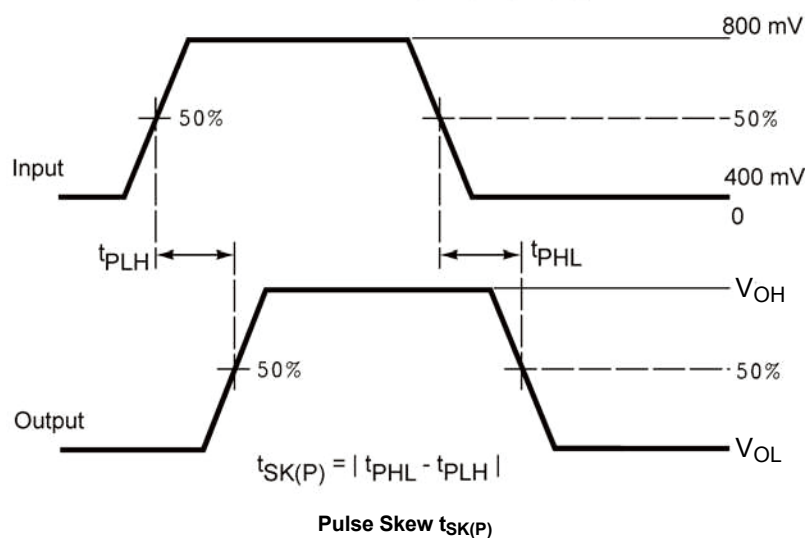 800 mV
50%
50%
Input
400 mV
0
tPLH
tPHL
VOH
50%
50%
Output
VOL
tSK(P) = | tPHL - tPLH |
Pulse Skew tSK(P)